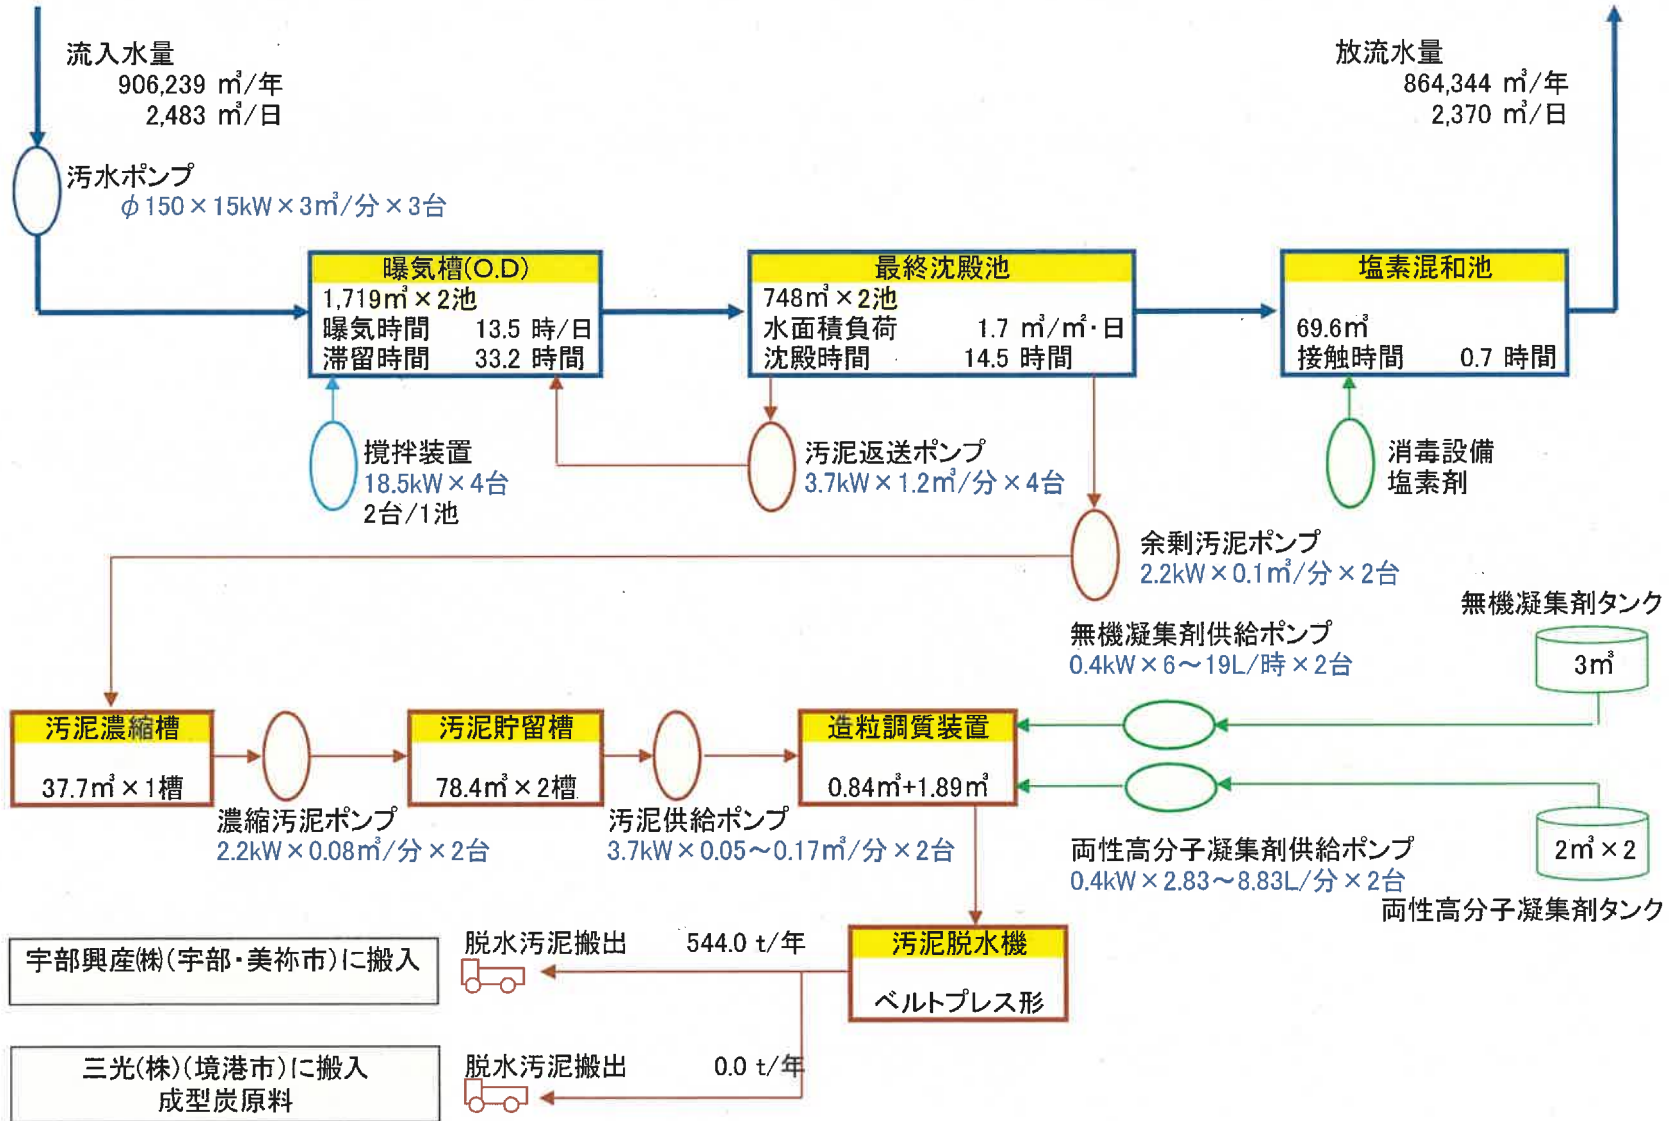 流入水量
906,239 ㎥/年
2,483 ㎥/日
放流水量
864,344 ㎥/年
2,370 ㎥/日
汚水ポンプ
φ150×15kW×3㎥/分×3台
曝気槽(O.D)
1,719㎥×2池
曝気時間 13.5 時/日
滞留時間 33.2 時間
最終沈殿池
748㎥×2池
水面積負荷 1.7 ㎥/㎡・日
沈殿時間 14.5 時間
塩素混和池
69.6㎥
接触時間 0.7 時間
攪拌装置
18.5kW×4台
2台/1池
汚泥返送ポンプ
3.7kW×1.2㎥/分×4台
消毒設備
塩素剤
余剰汚泥ポンプ
2.2kW×0.1㎥/分×2台
無機凝集剤タンク
3㎥
無機凝集剤供給ポンプ
0.4kW×6～19L/時×2台
汚泥濃縮槽
37.7㎥×1槽
汚泥貯留槽
78.4㎥×2槽
造粒調質装置
0.84㎥+1.89㎥
濃縮汚泥ポンプ
2.2kW×0.08㎥/分×2台
汚泥供給ポンプ
3.7kW×0.05～0.17㎥/分×2台
両性高分子凝集剤供給ポンプ
0.4kW×2.83～8.83L/分×2台
2㎥×2
両性高分子凝集剤タンク
宇部興産㈱(宇部・美祢市)に搬入
脱水汚泥搬出 544.0 t/年
汚泥脱水機
ベルトプレス形
三光(株)(境港市)に搬入
成型炭原料
脱水汚泥搬出 0.0 t/年